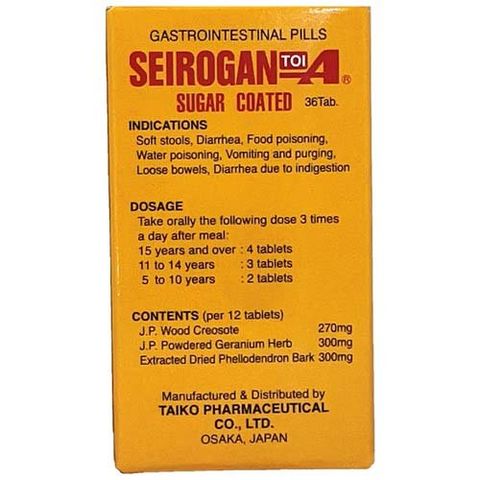 GASTROINTESTINAL PILLS
SEIROGAN TOI A ®
SUGAR COATED 36Tab.
INDICATIONS
Soft stools, Diarrhea, Food poisoning,
Water poisoning, Vomiting and purging,
Loose bowels, Diarrhea due to indigestion
DOSAGE
Take orally the following dose 3 times
a day after meal:
15 years and over : 4 tablets
11 to 14 years : 3 tablets
5 to 10 years : 2 tablets
CONTENTS (per 12 tablets)
J.P. Wood Creosote 270mg
J.P. Powdered Geranium Herb 300mg
Extracted Dried Phellodendron Bark 300mg
Manufactured & Distributed by
TAIKO PHARMACEUTICAL
CO., LTD.
OSAKA, JAPAN